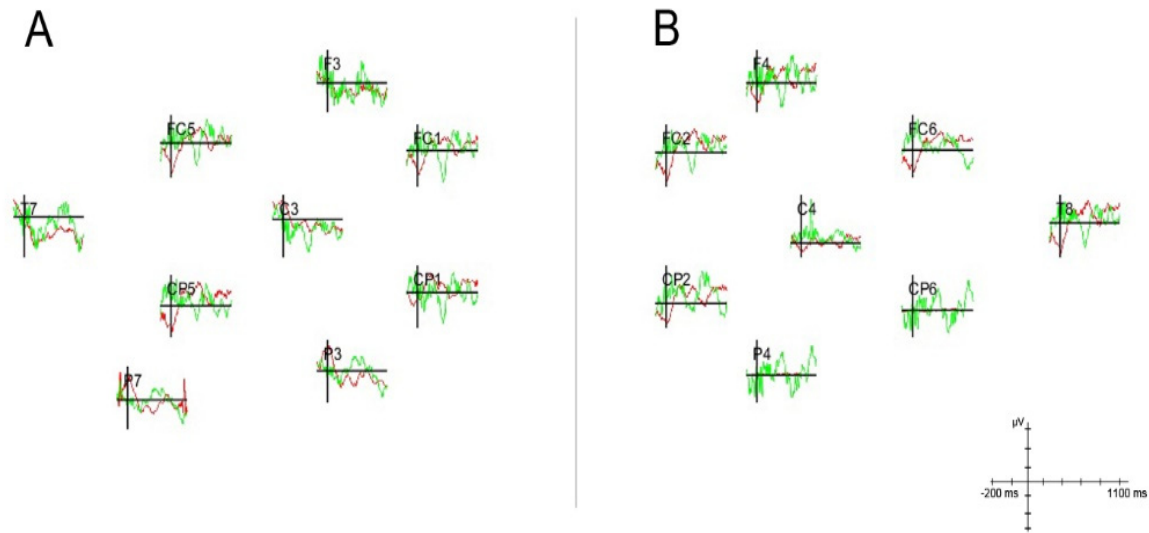 A
F3
FC5
FC1
T7
C3
CP5
CP1
P3
P7
B
F4
FC2
FC6
C4
T8
CP2
CP6
P4
µV
-200 ms
1100 ms